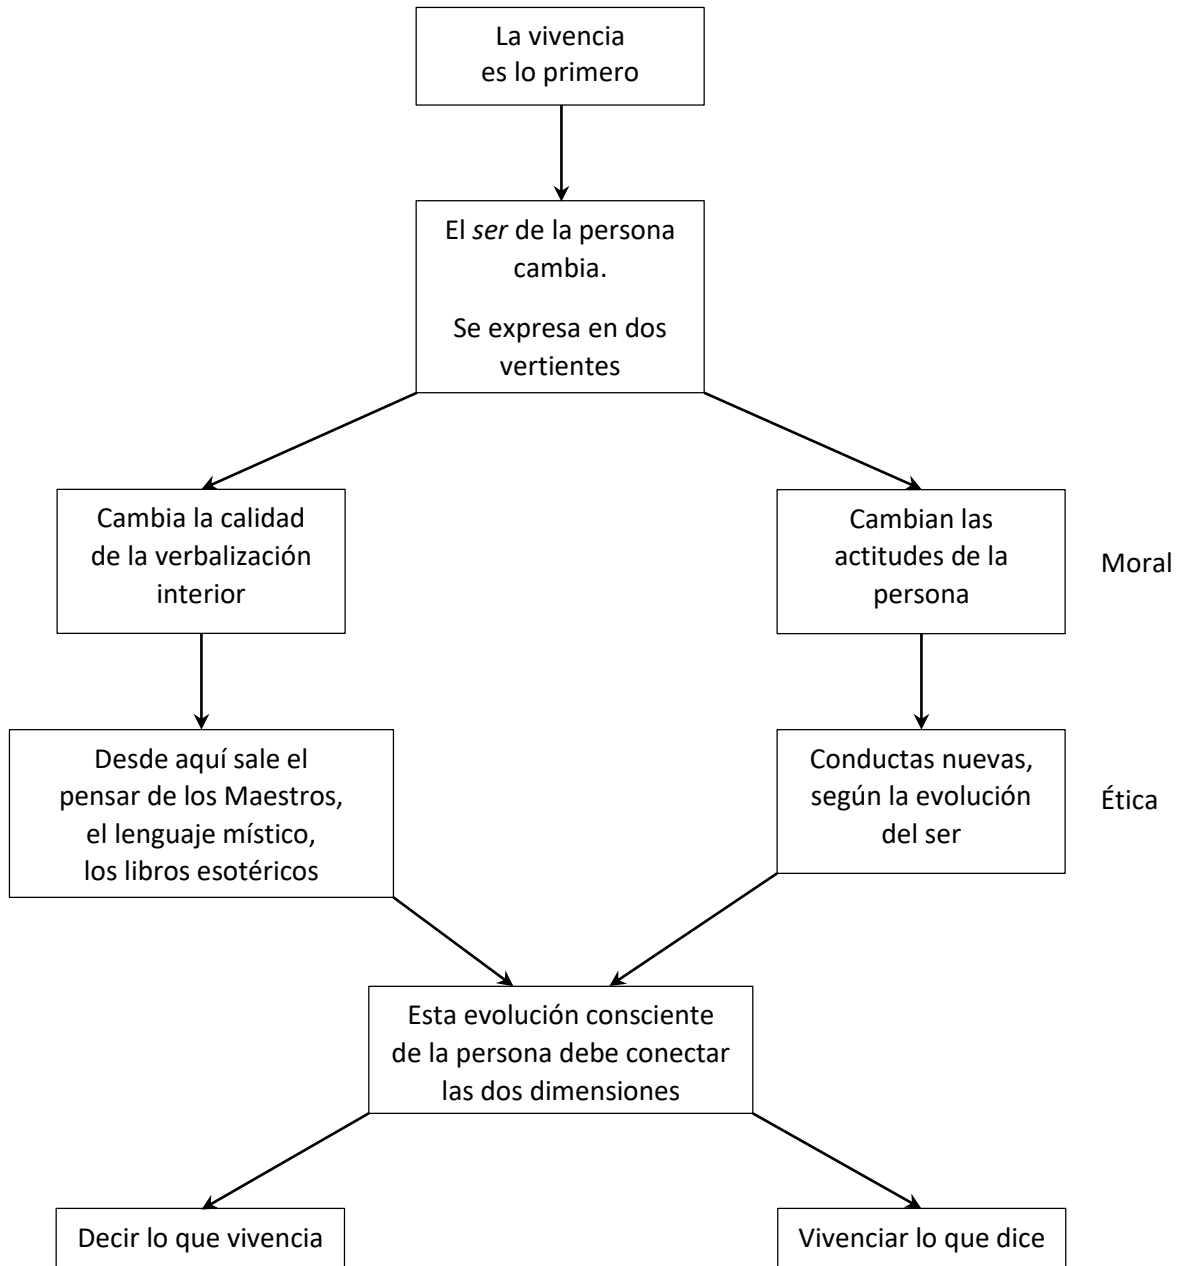 La vivencia
es lo primero
El ser de la persona
cambia.
Se expresa en dos
vertientes
Cambia la calidad
de la verbalización
interior
Cambian las
actitudes de la
persona
Moral
Desde aquí sale el
pensar de los Maestros,
el lenguaje místico,
los libros esotéricos
Conductas nuevas,
según la evolución
del ser
Ética
Esta evolución consciente
de la persona debe conectar
las dos dimensiones
Decir lo que vivencia
Vivenciar lo que dice